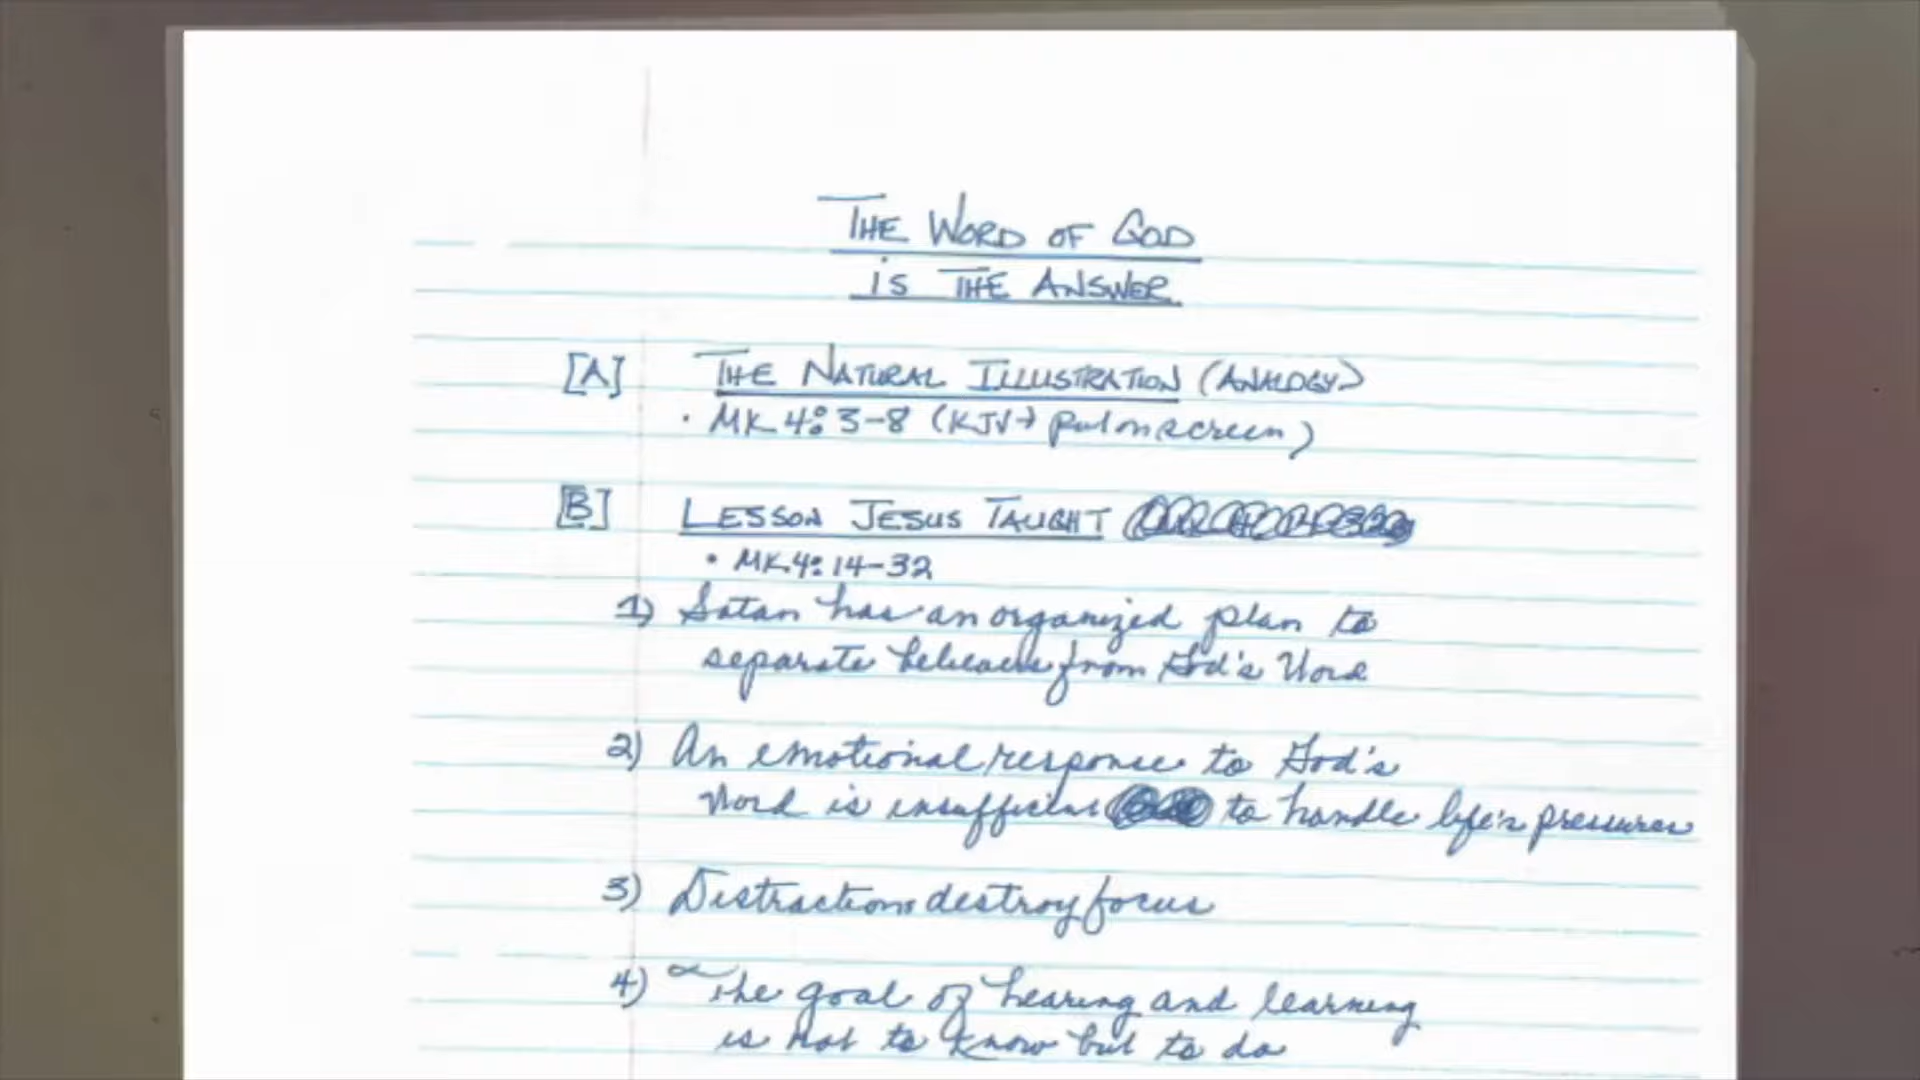 THE WORD OF GOD
is THE ANSWER
[A] THE NATURAL ILLUSTRATION (ANALOGY)
• MK 4:3-8 (KJV → Put on screen)
[B] LESSON JESUS TAUGHT
• MK.4:14-32
1) Satan has an organized plan to
separate believers from God's Word
2) An emotional response to God's
Word is insufficient to handle life's pressures
3) Distractions destroy focus
4) The goal of hearing and learning
is not to know but to do